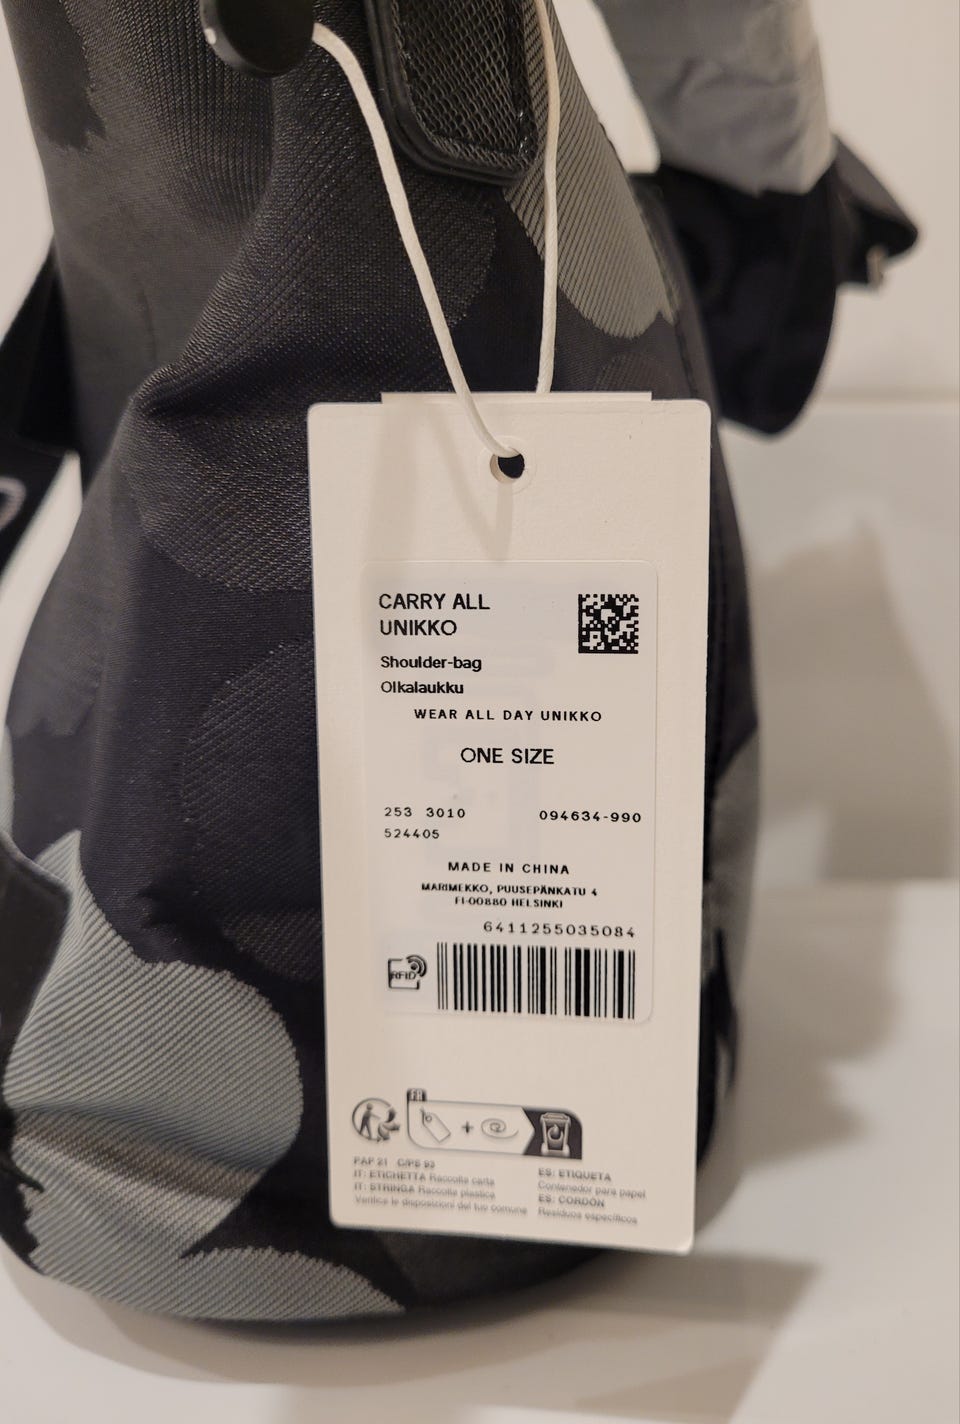 CARRY ALL
UNIKKO
Shoulder-bag
Olkalaukku
WEAR ALL DAY UNIKKO
ONE SIZE
253 3010 094634-990
524405
MADE IN CHINA
MARIMEKKO, PUUSEPÄNKATU 4
FI-00880 HELSINKI
6411255035084
RFID
FR
PAP 21 C/PS 93
IT: ETICHETTA Raccolta carta
IT: STRINGA Raccolta plastica
Verifica le disposizioni del tuo comune
ES: ETIQUETA
Contenedor para papel
ES: CORDÓN
Residuos específicos